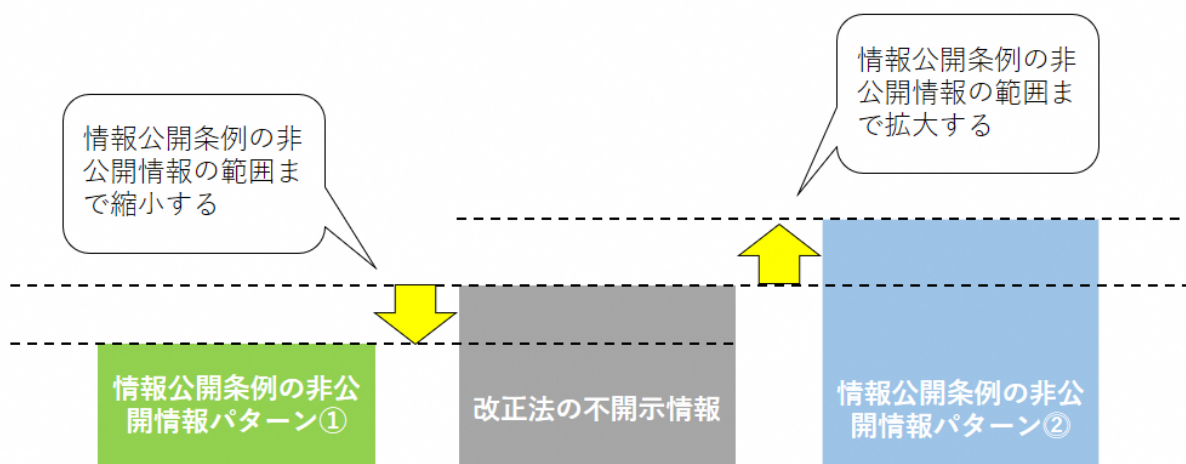 情報公開条例の非
公開情報の範囲ま
で縮小する
情報公開条例の非
公開情報の範囲ま
で拡大する
情報公開条例の非公
開情報パターン①
改正法の不開示情報
情報公開条例の非公
開情報パターン②